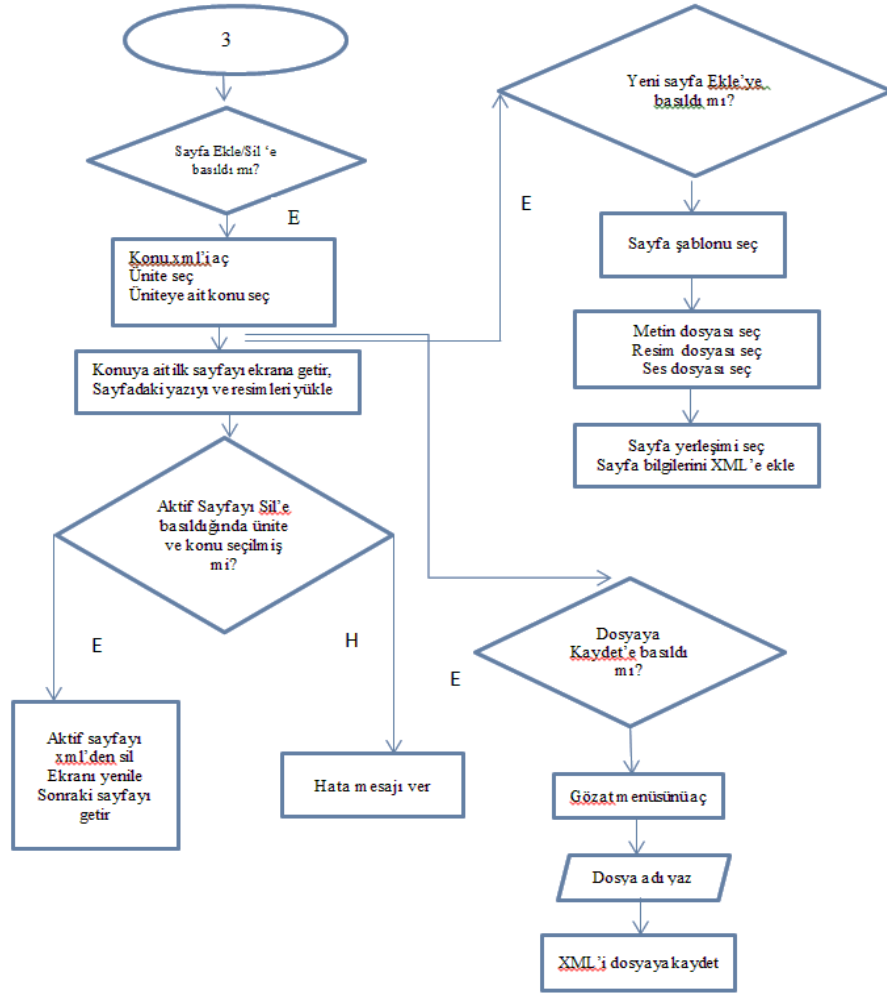 3
Sayfa Ekle/Sil ‘e
basıldı mı?
E
Konu.xml’i aç
Ünite seç
Üniteye ait konu seç
Konuya ait ilk sayfayı ekrana getir,
Sayfadaki yazıyı ve resimleri yükle
Aktif Sayfayı Sil’e
basıldığında ünite
ve konu seçilmiş
mi?
E
H
Aktif sayfayı
xml’den sil
Ekranı yenile
Sonraki sayfayı
getir
Hata mesajı ver
E
Yeni sayfa Ekle’ye
basıldı mı?
Sayfa şablonu seç
Metin dosyası seç
Resim dosyası seç
Ses dosyası seç
Sayfa yerleşimi seç
Sayfa bilgilerini XML’e ekle
E
Dosyaya
Kaydet’e basıldı
mı?
Gözat menüsünü aç
Dosya adı yaz
XML’i dosyaya kaydet